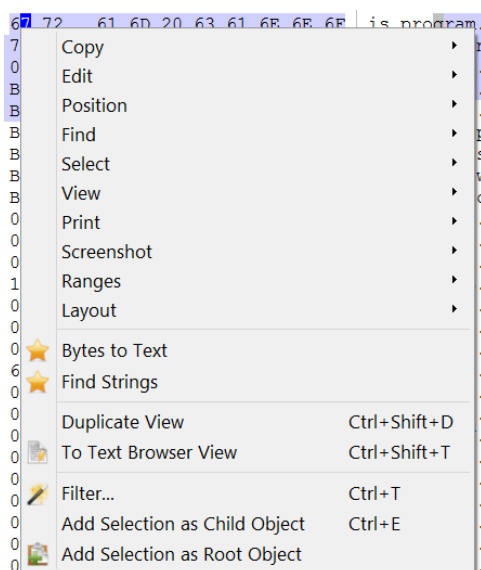 67 72 61 6D 20 63 61 6E 6E 6F is program.
Copy
Edit
Position
Find
Select
View
Print
Screenshot
Ranges
Layout
Bytes to Text
Find Strings
Duplicate View Ctrl+Shift+D
To Text Browser View Ctrl+Shift+T
Filter... Ctrl+T
Add Selection as Child Object Ctrl+E
Add Selection as Root Object